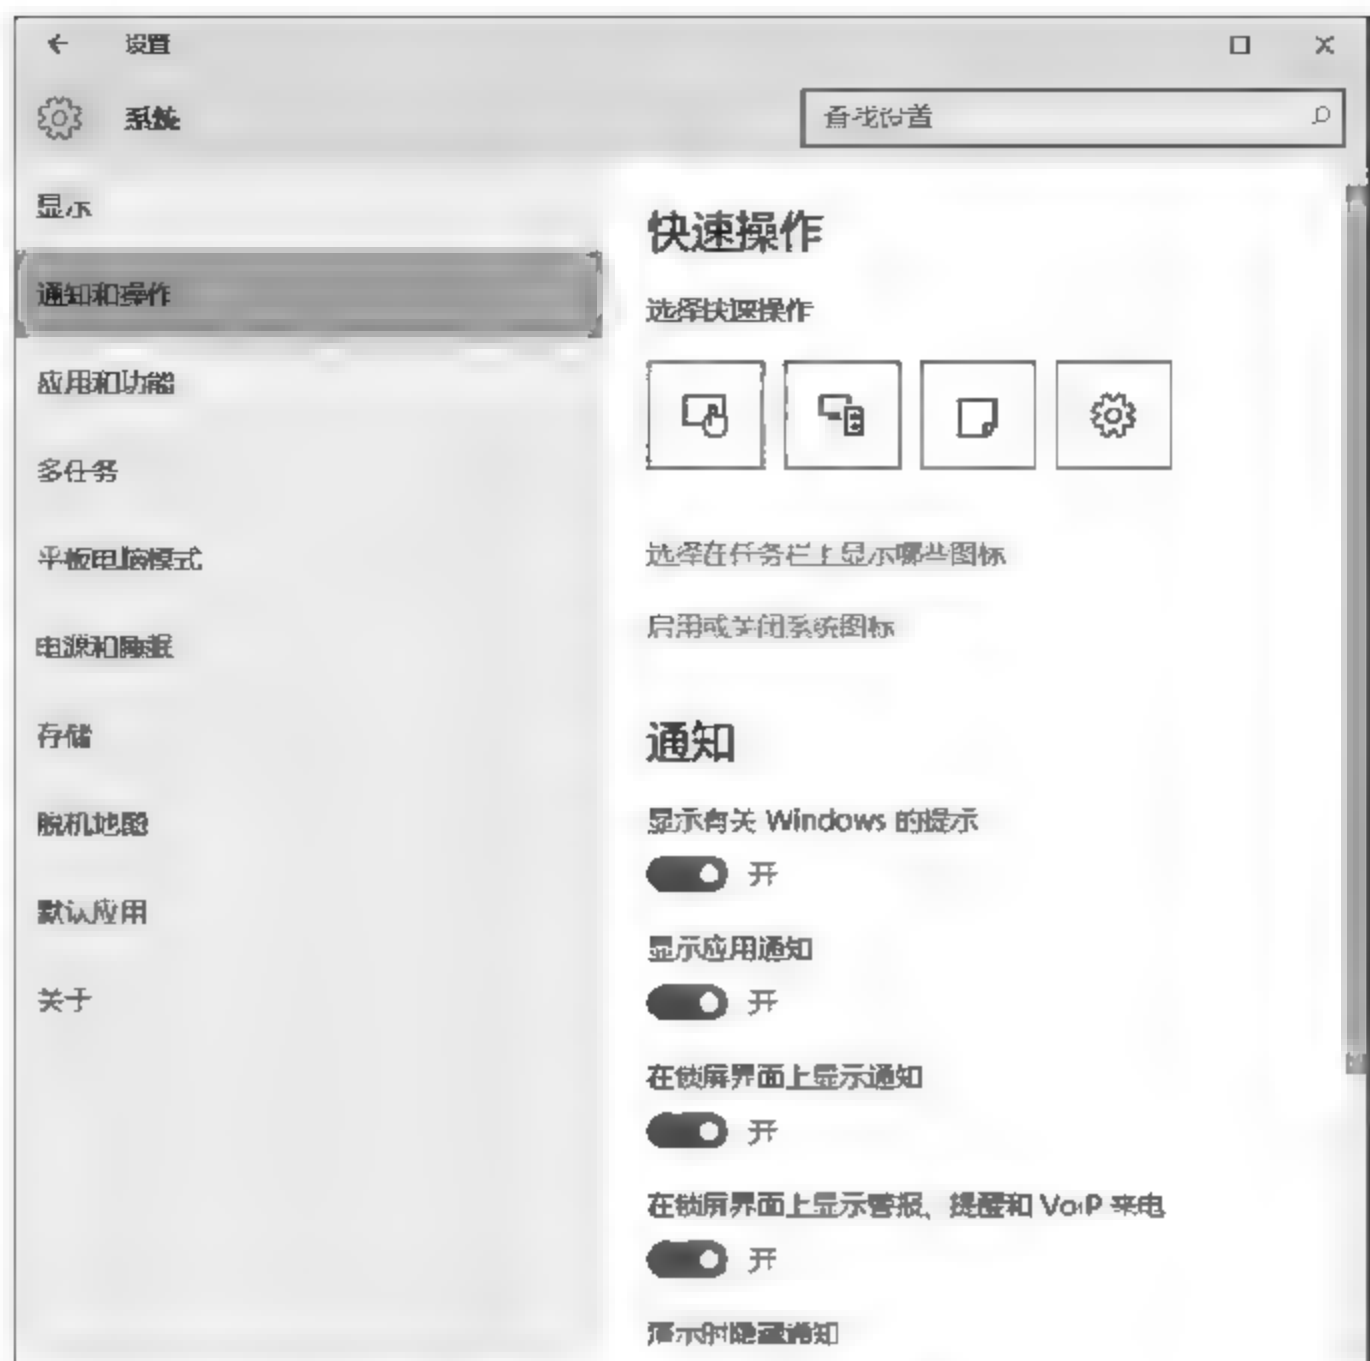 设置
系统
查找设置
显示
通知和操作
应用和功能
多任务
平板电脑模式
电源和睡眠
存储
脱机地图
默认应用
关于
快速操作
选择快速操作
选择在任务栏上显示哪些图标
启用或关闭系统图标
通知
显示有关 Windows 的提示
开
显示应用通知
开
在锁屏界面上显示通知
开
在锁屏界面上显示警报、提醒和 VoIP 来电
开
演示时隐藏通知